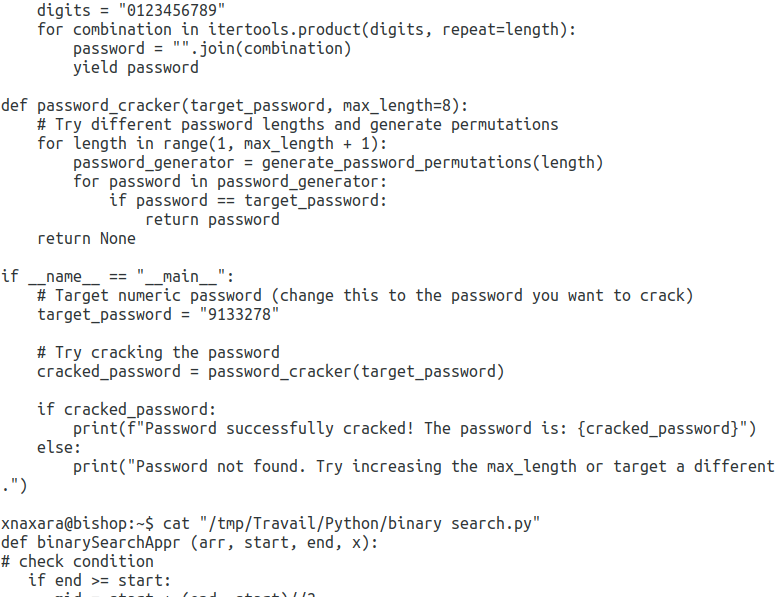 digits = "0123456789"
    for combination in itertools.product(digits, repeat=length):
        password = "".join(combination)
        yield password

def password_cracker(target_password, max_length=8):
    # Try different password lengths and generate permutations
    for length in range(1, max_length + 1):
        password_generator = generate_password_permutations(length)
        for password in password_generator:
            if password == target_password:
                return password
    return None

if __name__ == "__main__":
    # Target numeric password (change this to the password you want to crack)
    target_password = "9133278"

    # Try cracking the password
    cracked_password = password_cracker(target_password)

    if cracked_password:
        print(f"Password successfully cracked! The password is: {cracked_password}")
    else:
        print("Password not found. Try increasing the max_length or target a different
.")

xnaxara@bishop:~$ cat "/tmp/Travail/Python/binary search.py"
def binarySearchAppr (arr, start, end, x):
# check condition
   if end >= start:
      mid = start + (end- start)//2